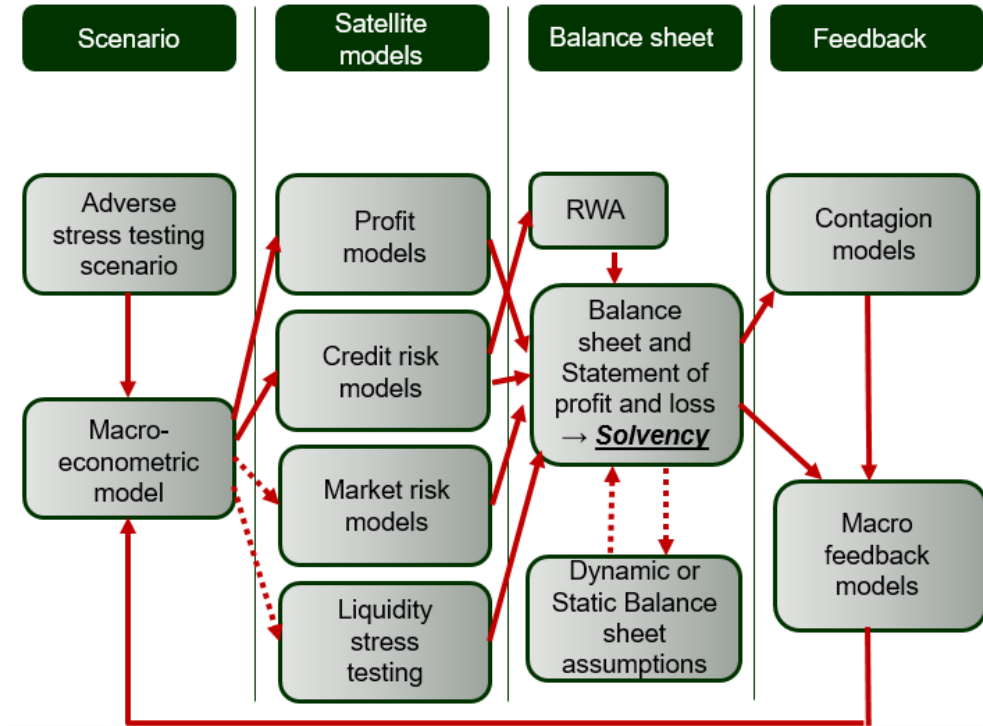 Scenario
Satellite
models
Balance sheet
Feedback
Adverse
stress testing
scenario
Macro-
econometric
model
Profit
models
Credit risk
models
Market risk
models
Liquidity
stress
testing
RWA
Balance
sheet and
Statement of
profit and loss
→ Solvency
Dynamic or
Static Balance
sheet
assumptions
Contagion
models
Macro
feedback
models